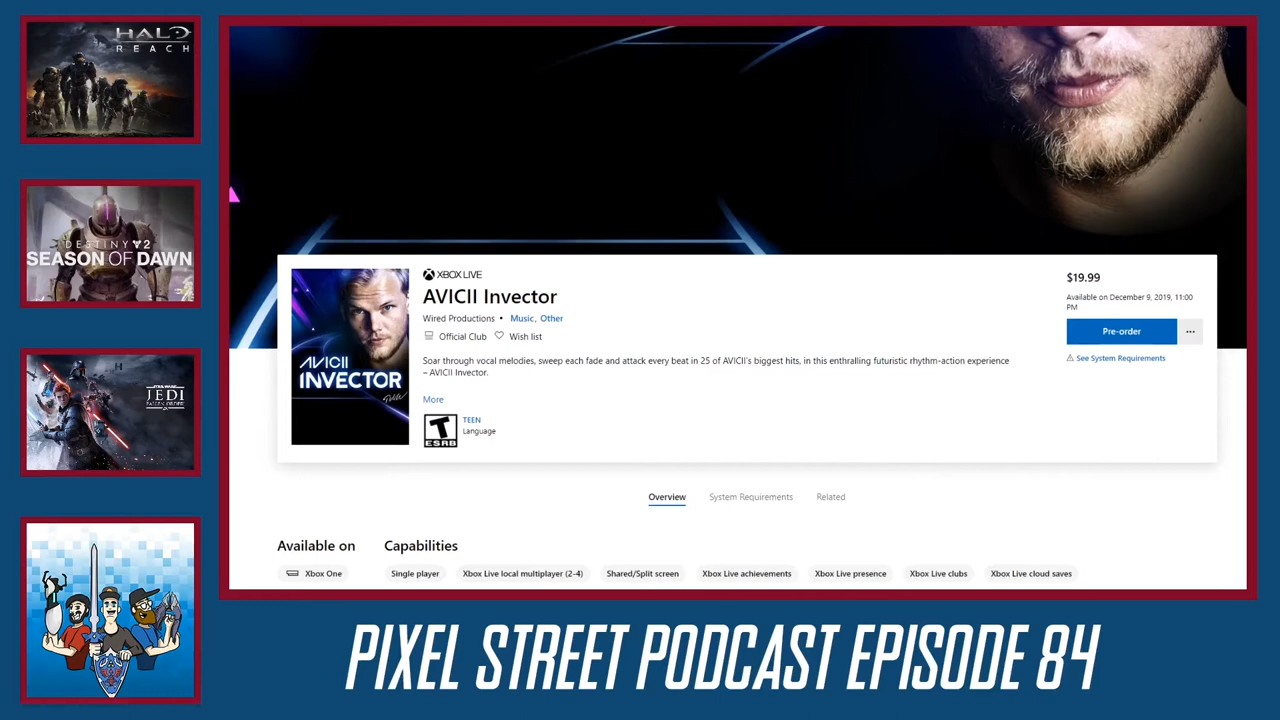 HALO
REACH
DESTINY 2
SEASON OF DAWN
STAR WARS
JEDI
FALLEN ORDER
XBOX LIVE
AVICII Invector
Wired Productions • Music, Other
Official Club Wish list
Soar through vocal melodies, sweep each fade and attack every beat in 25 of AVICII's biggest hits, in this enthralling futuristic rhythm-action experience
– AVICII Invector.
More
TEEN
Language
T
ESRB
AVICII
INVECTOR
$19.99
Available on December 9, 2019, 11:00
PM
Pre-order ...
See System Requirements
Overview System Requirements Related
Available on Capabilities
Xbox One Single player Xbox Live local multiplayer (2-4) Shared/Split screen Xbox Live achievements Xbox Live presence Xbox Live clubs Xbox Live cloud saves
PIXEL STREET PODCAST EPISODE 84